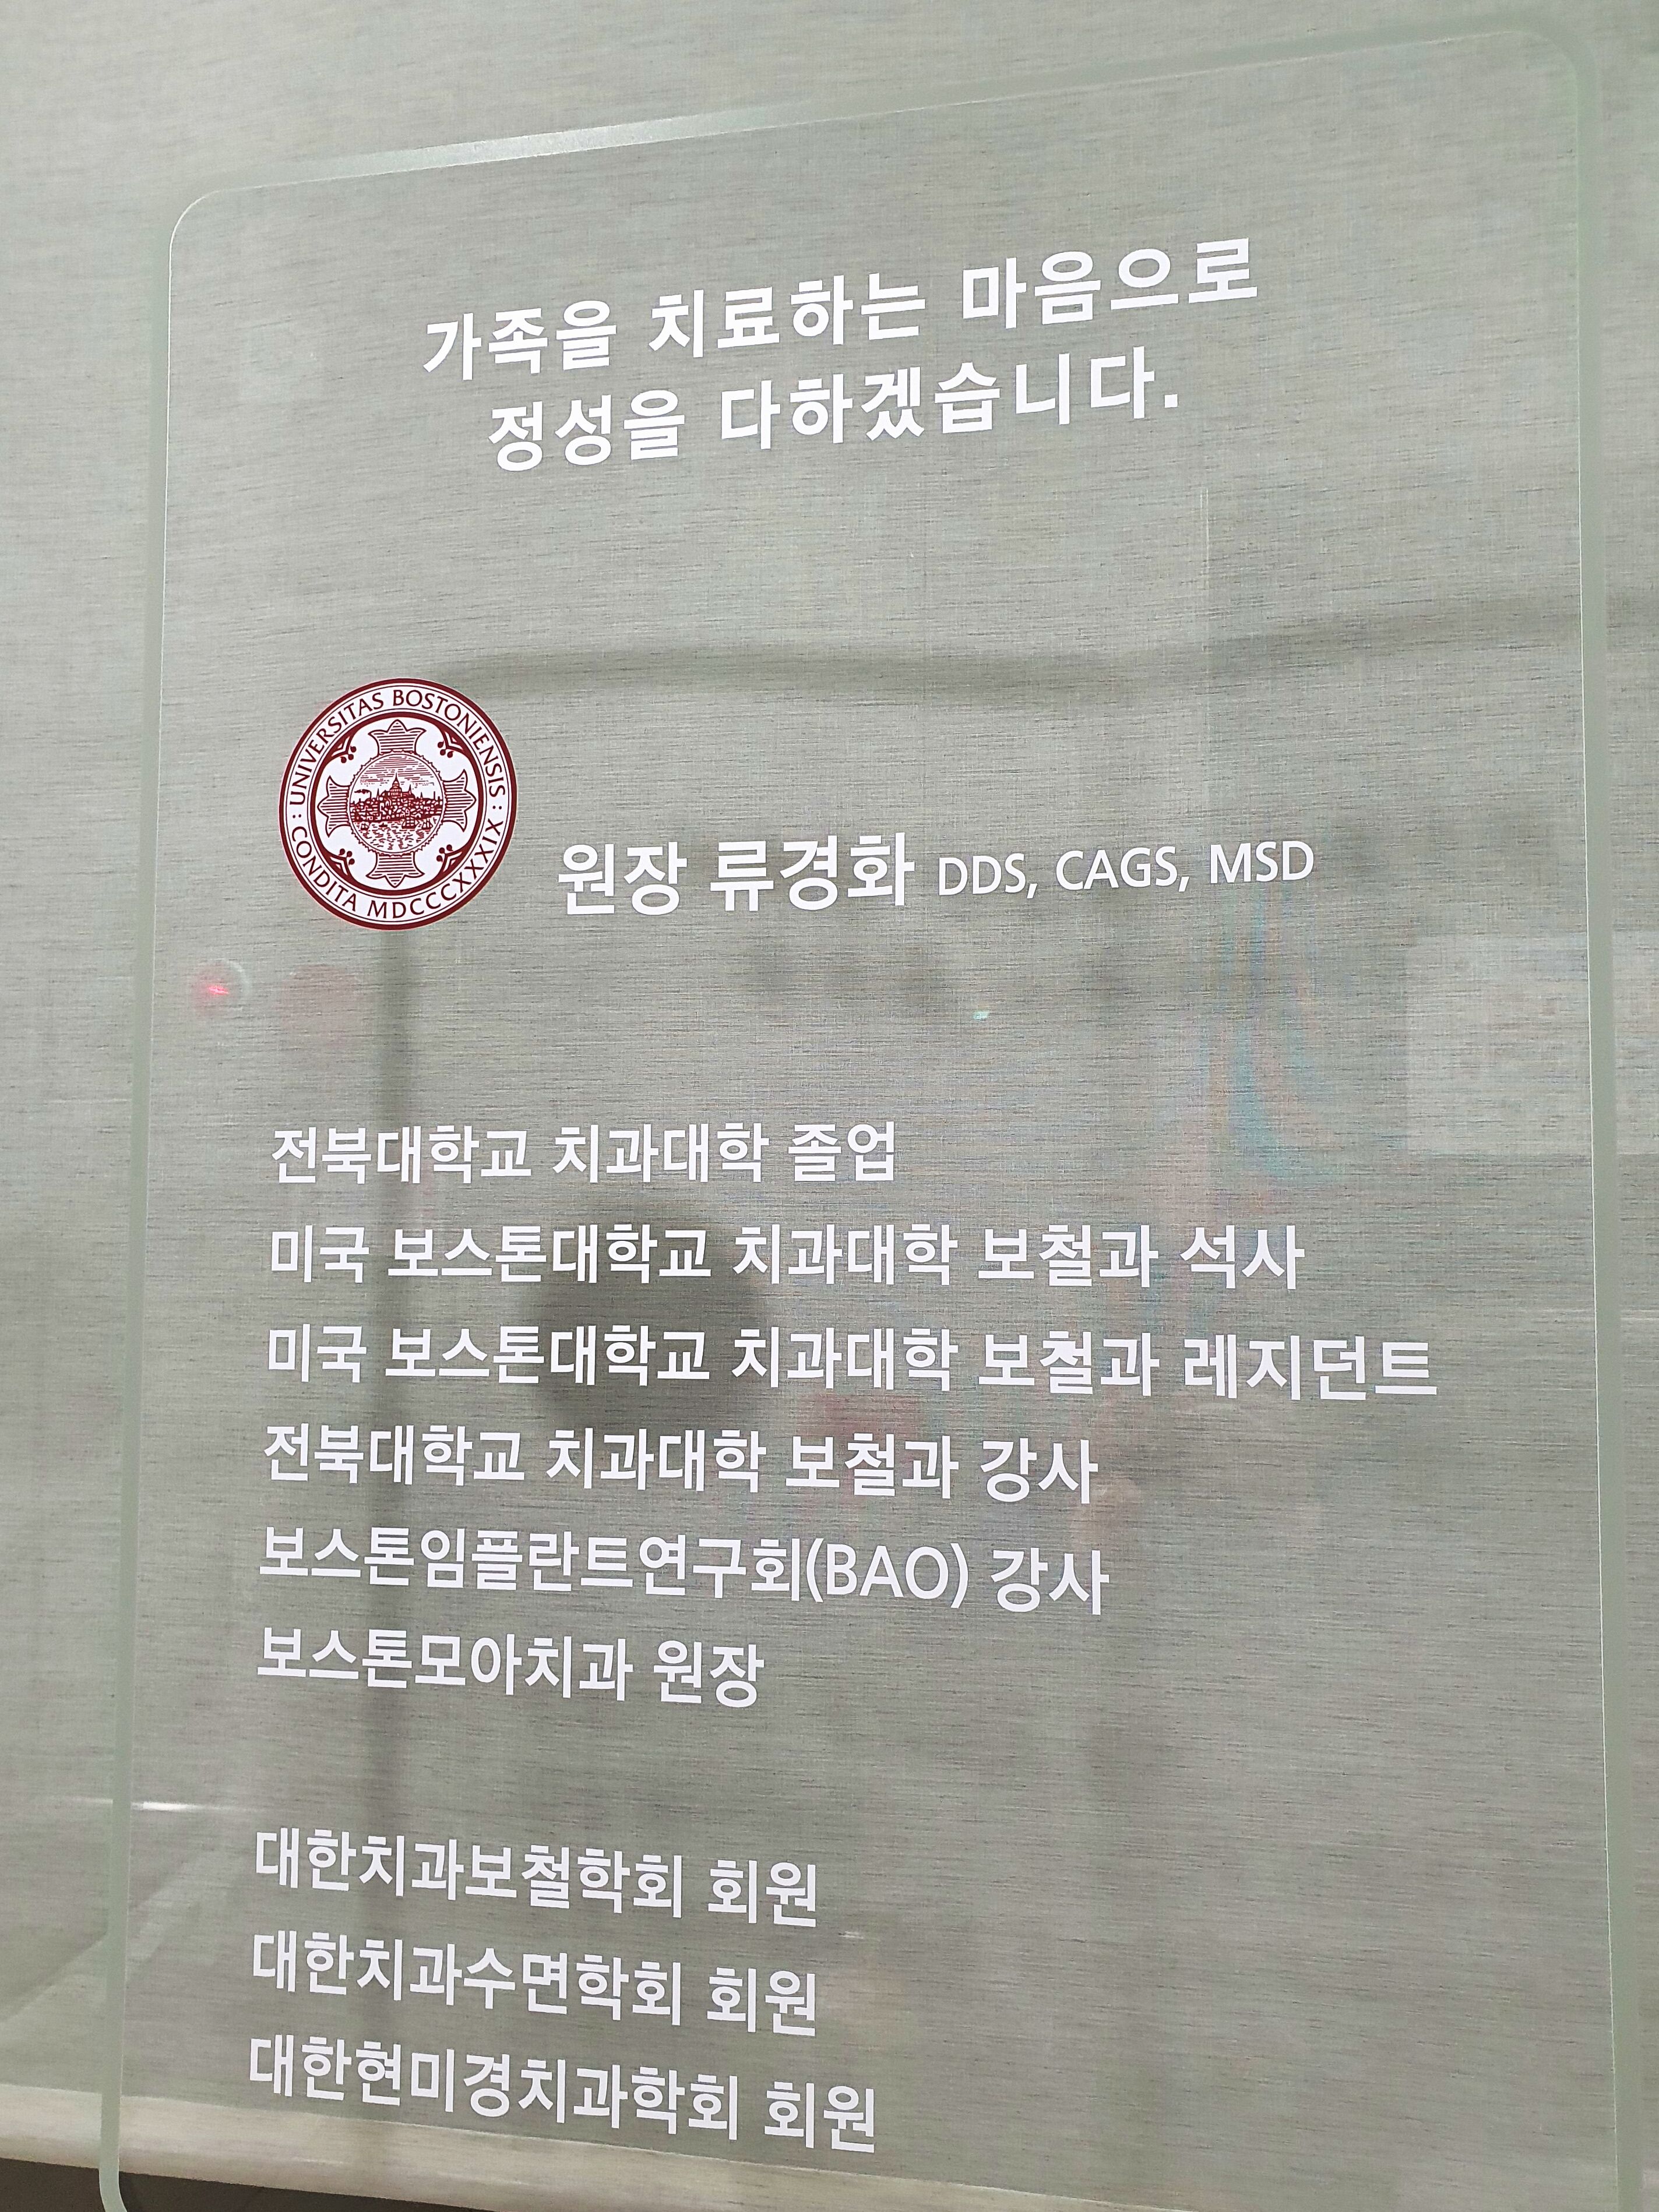 가족을 치료하는 마음으로
정성을 다하겠습니다.
: UNIVERSITAS BOSTONIENSIS : CONDITA MDCCCXXXIX
원장 류경화 DDS, CAGS, MSD
전북대학교 치과대학 졸업
미국 보스톤대학교 치과대학 보철과 석사
미국 보스톤대학교 치과대학 보철과 레지던트
전북대학교 치과대학 보철과 강사
보스톤임플란트연구회(BAO) 강사
보스톤모아치과 원장
대한치과보철학회 회원
대한치과수면학회 회원
대한현미경치과학회 회원